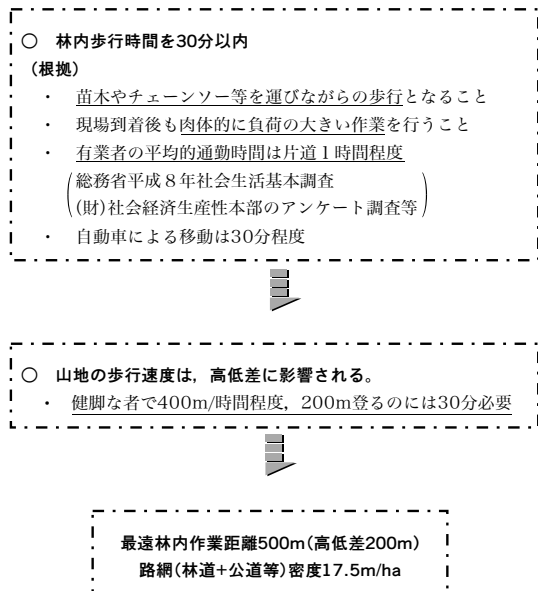 ○ 林内歩行時間を30分以内
(根拠)
・ 苗木やチェーンソー等を運びながらの歩行となること
・ 現場到着後も肉体的に負荷の大きい作業を行うこと
・ 有業者の平均的通勤時間は片道1時間程度
(総務省平成8年社会生活基本調査
(財)社会経済生産性本部のアンケート調査等)
・ 自動車による移動は30分程度
○ 山地の歩行速度は，高低差に影響される。
・ 健脚な者で400m/時間程度，200m登るのには30分必要
最遠林内作業距離500m(高低差200m)
路網(林道+公道等)密度17.5m/ha